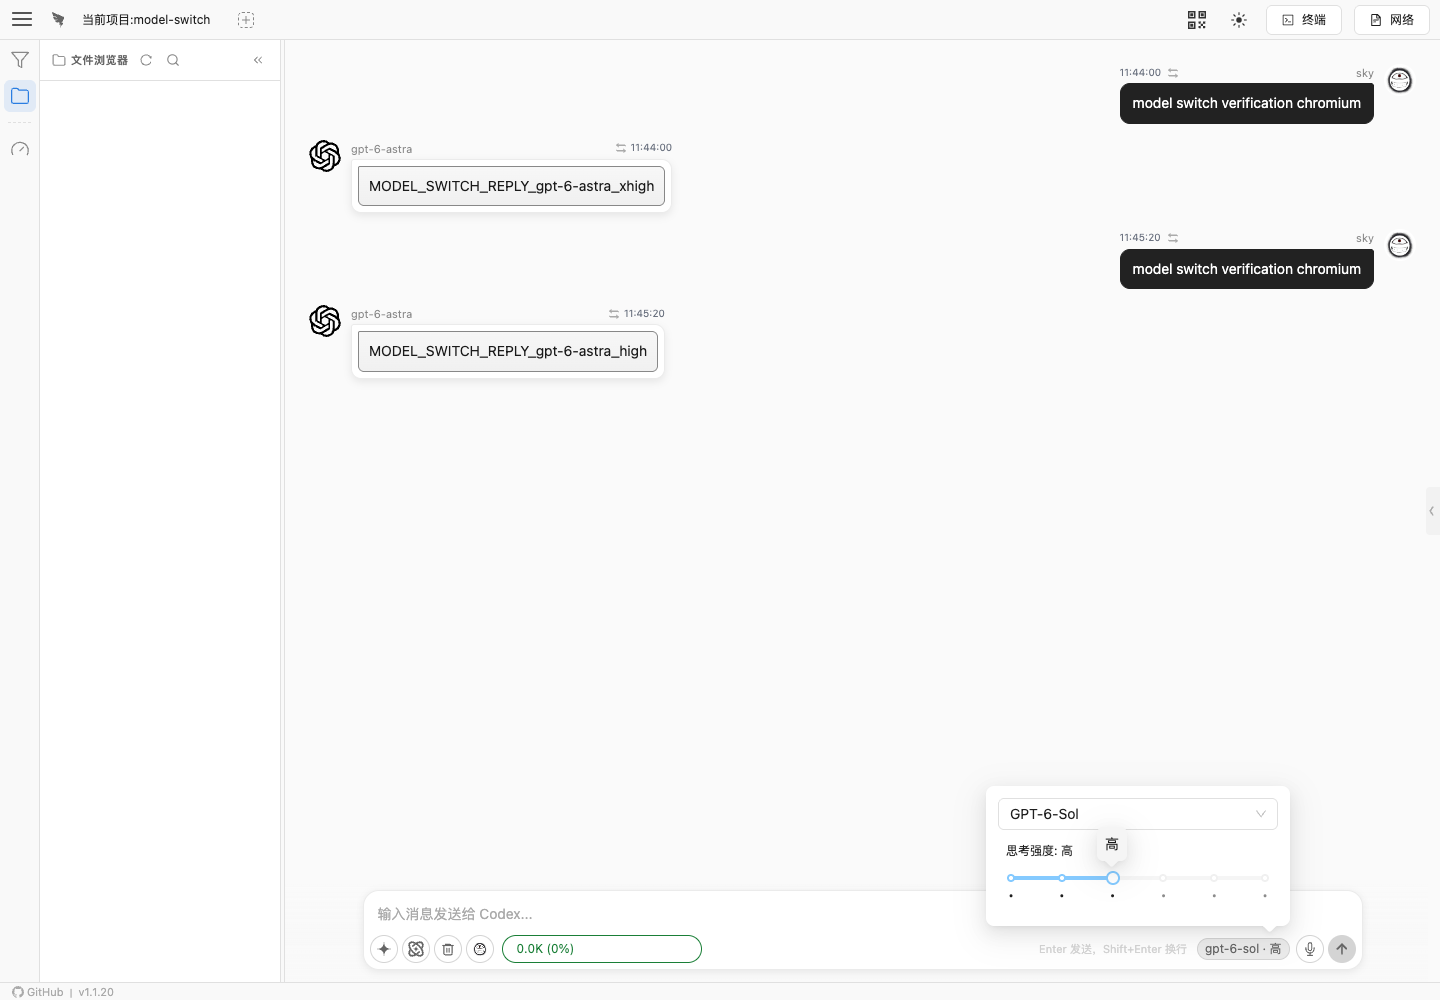 当前项目:model-switch
终端
网络
文件浏览器
11:44:00
sky
model switch verification chromium
gpt-6-astra
11:44:00
MODEL_SWITCH_REPLY_gpt-6-astra_xhigh
11:45:20
sky
model switch verification chromium
gpt-6-astra
11:45:20
MODEL_SWITCH_REPLY_gpt-6-astra_high
GPT-6-Sol
高
思考强度: 高
输入消息发送给 Codex...
0.0K (0%)
Enter 发送，Shift+Enter 换行
gpt-6-sol · 高
GitHub | v1.1.20